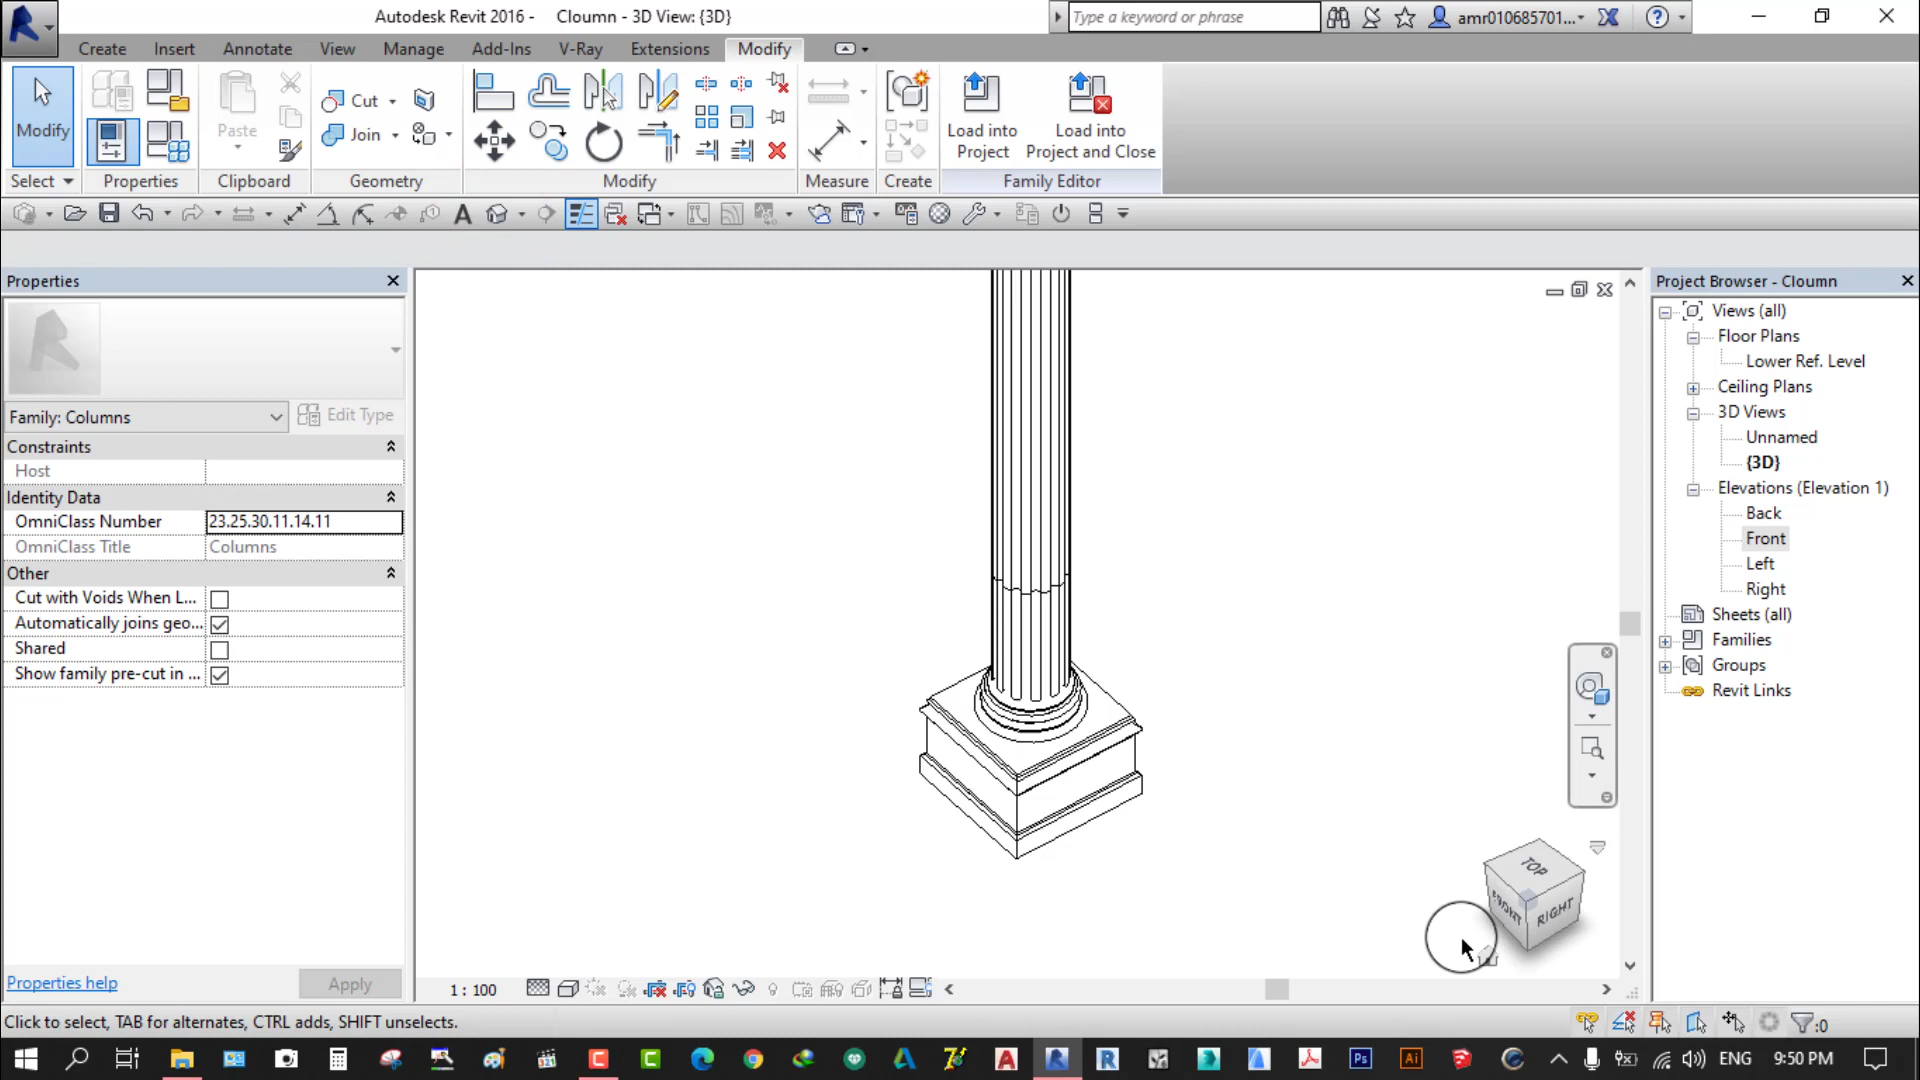 Autodesk Revit 2016 - Cloumn - 3D View: {3D}
Type a keyword or phrase
amr010685701...
Create Insert Annotate View Manage Add-Ins V-Ray Extensions Modify
Modify
Paste
Cut
Join
Load into Project
Load into Project and Close
Select Properties Clipboard Geometry Modify Measure Create Family Editor
Properties
Family: Columns
Edit Type
Constraints
Host
Identity Data
OmniClass Number 23.25.30.11.14.11
OmniClass Title Columns
Other
Cut with Voids When L...
Automatically joins geo...
Shared
Show family pre-cut in ...
Properties help
Apply
TOP
FRONT
RIGHT
1 : 100
Project Browser - Cloumn
Views (all)
Floor Plans
Lower Ref. Level
Ceiling Plans
3D Views
Unnamed
{3D}
Elevations (Elevation 1)
Back
Front
Left
Right
Sheets (all)
Families
Groups
Revit Links
Click to select, TAB for alternates, CTRL adds, SHIFT unselects.
:0
ENG
9:50 PM